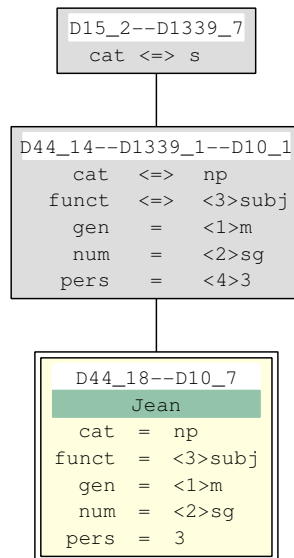 D15_2--D1339_7
cat <=> s
D44_14--D1339_1--D10_1
cat <=> np
funct <=> <3>subj
gen = <1>m
num = <2>sg
pers = <4>3
D44_18--D10_7
Jean
cat = np
funct = <3>subj
gen = <1>m
num = <2>sg
pers = 3